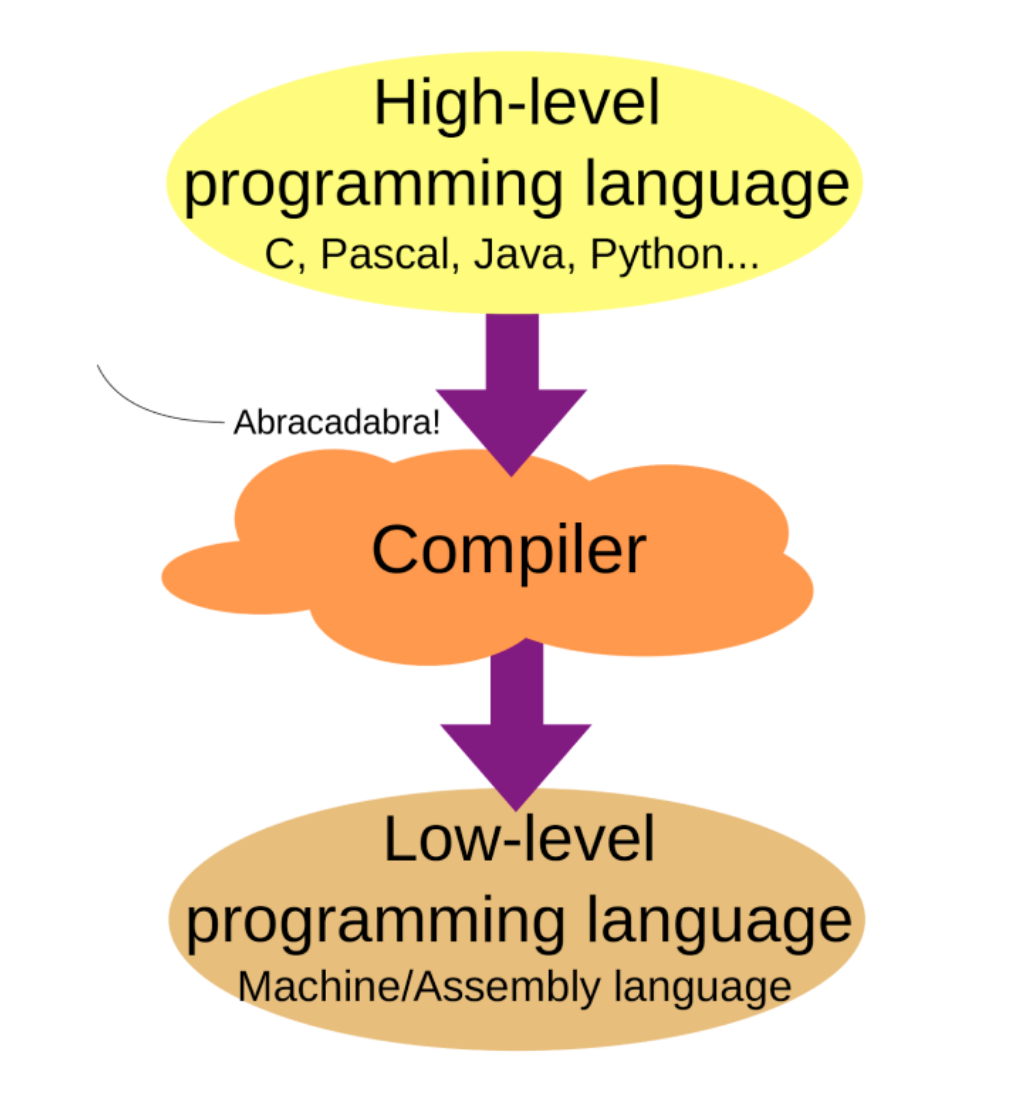 High-level
programming language
C, Pascal, Java, Python...
Abracadabra!
Compiler
Low-level
programming language
Machine/Assembly language